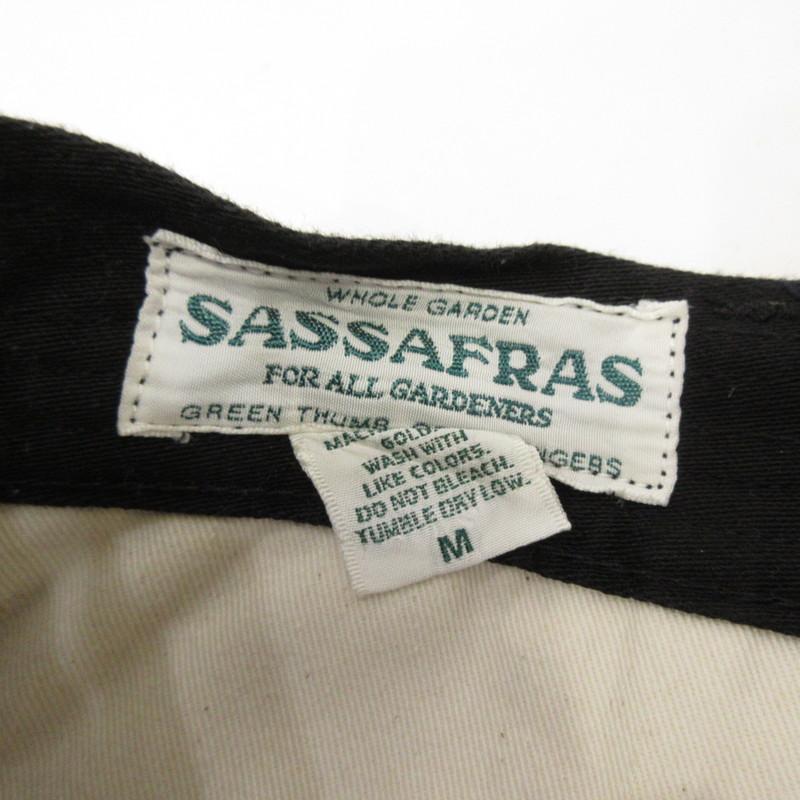 WHOLE GARDEN
SASSAFRAS
FOR ALL GARDENERS
GREEN THUMB
WASH WITH
LIKE COLORS.
DO NOT BLEACH.
TUMBLE DRY LOW.
M